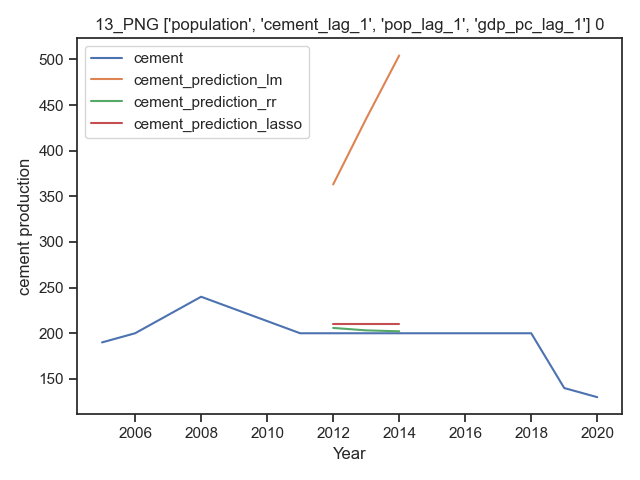 13_PNG ['population', 'cement_lag_1', 'pop_lag_1', 'gdp_pc_lag_1'] 0
cement
cement_prediction_lm
cement_prediction_rr
cement_prediction_lasso
500
450
400
350
300
250
200
150
cement production
2006 2008 2010 2012 2014 2016 2018 2020
Year